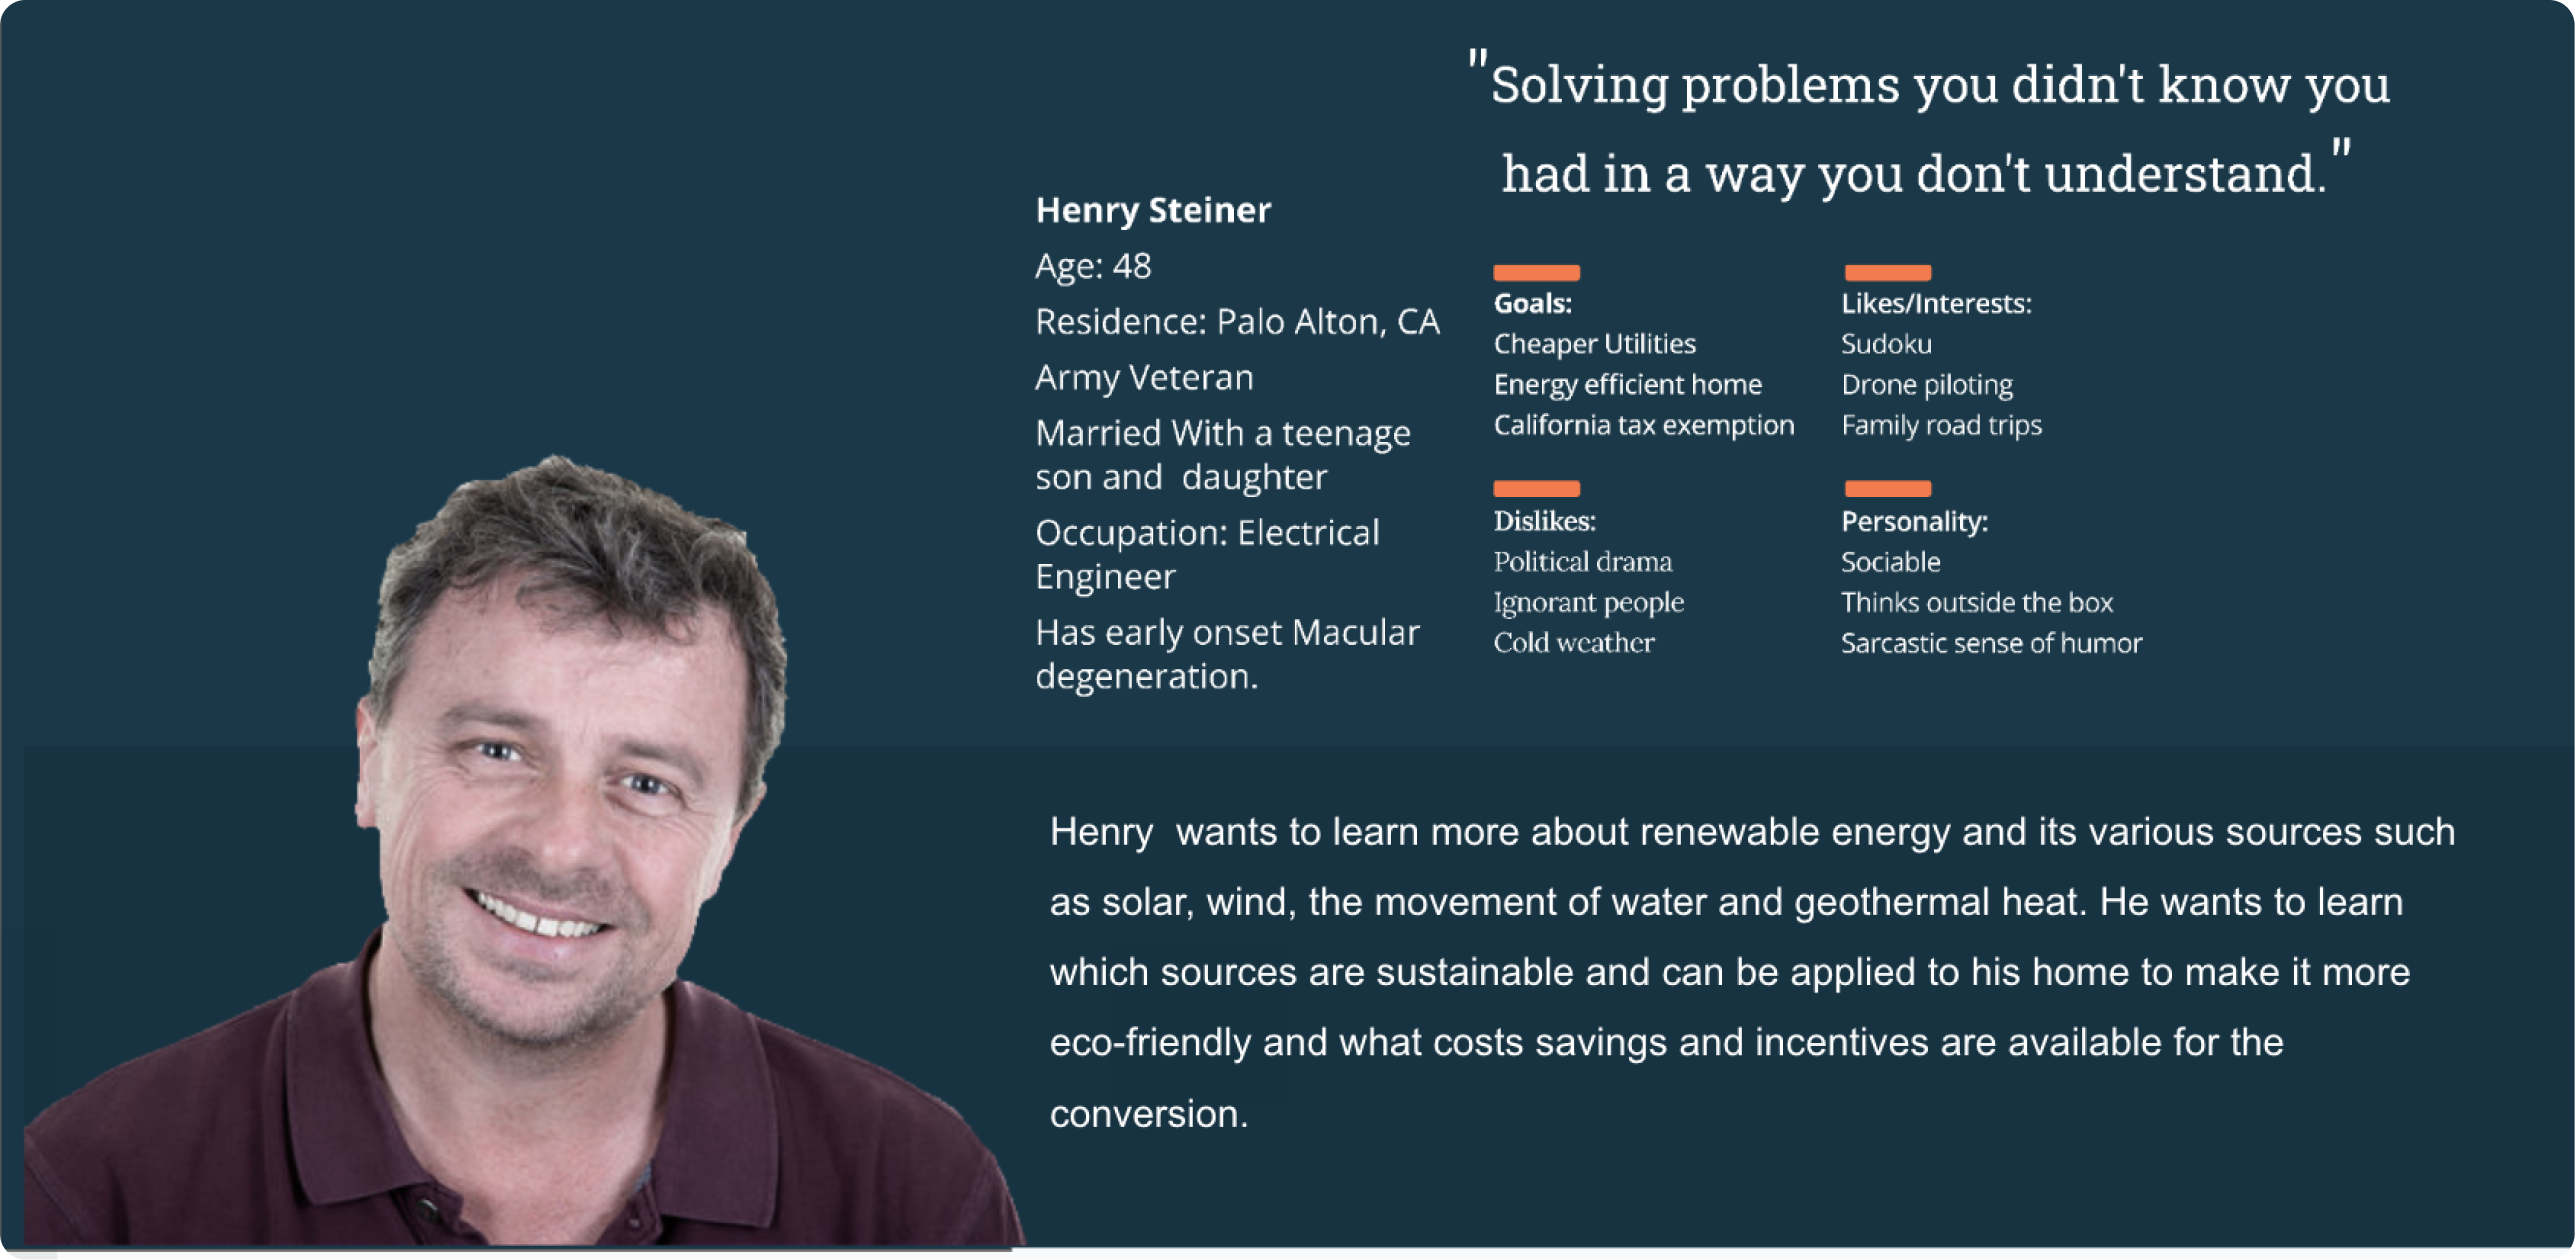 "Solving problems you didn't know you
had in a way you don't understand."
Henry Steiner
Age: 48
Residence: Palo Alton, CA
Army Veteran
Married With a teenage
son and  daughter
Occupation: Electrical
Engineer
Has early onset Macular
degeneration.
Goals:
Cheaper Utilities
Energy efficient home
California tax exemption
Likes/Interests:
Sudoku
Drone piloting
Family road trips
Dislikes:
Political drama
Ignorant people
Cold weather
Personality:
Sociable
Thinks outside the box
Sarcastic sense of humor
Henry  wants to learn more about renewable energy and its various sources such
as solar, wind, the movement of water and geothermal heat. He wants to learn
which sources are sustainable and can be applied to his home to make it more
eco-friendly and what costs savings and incentives are available for the
conversion.